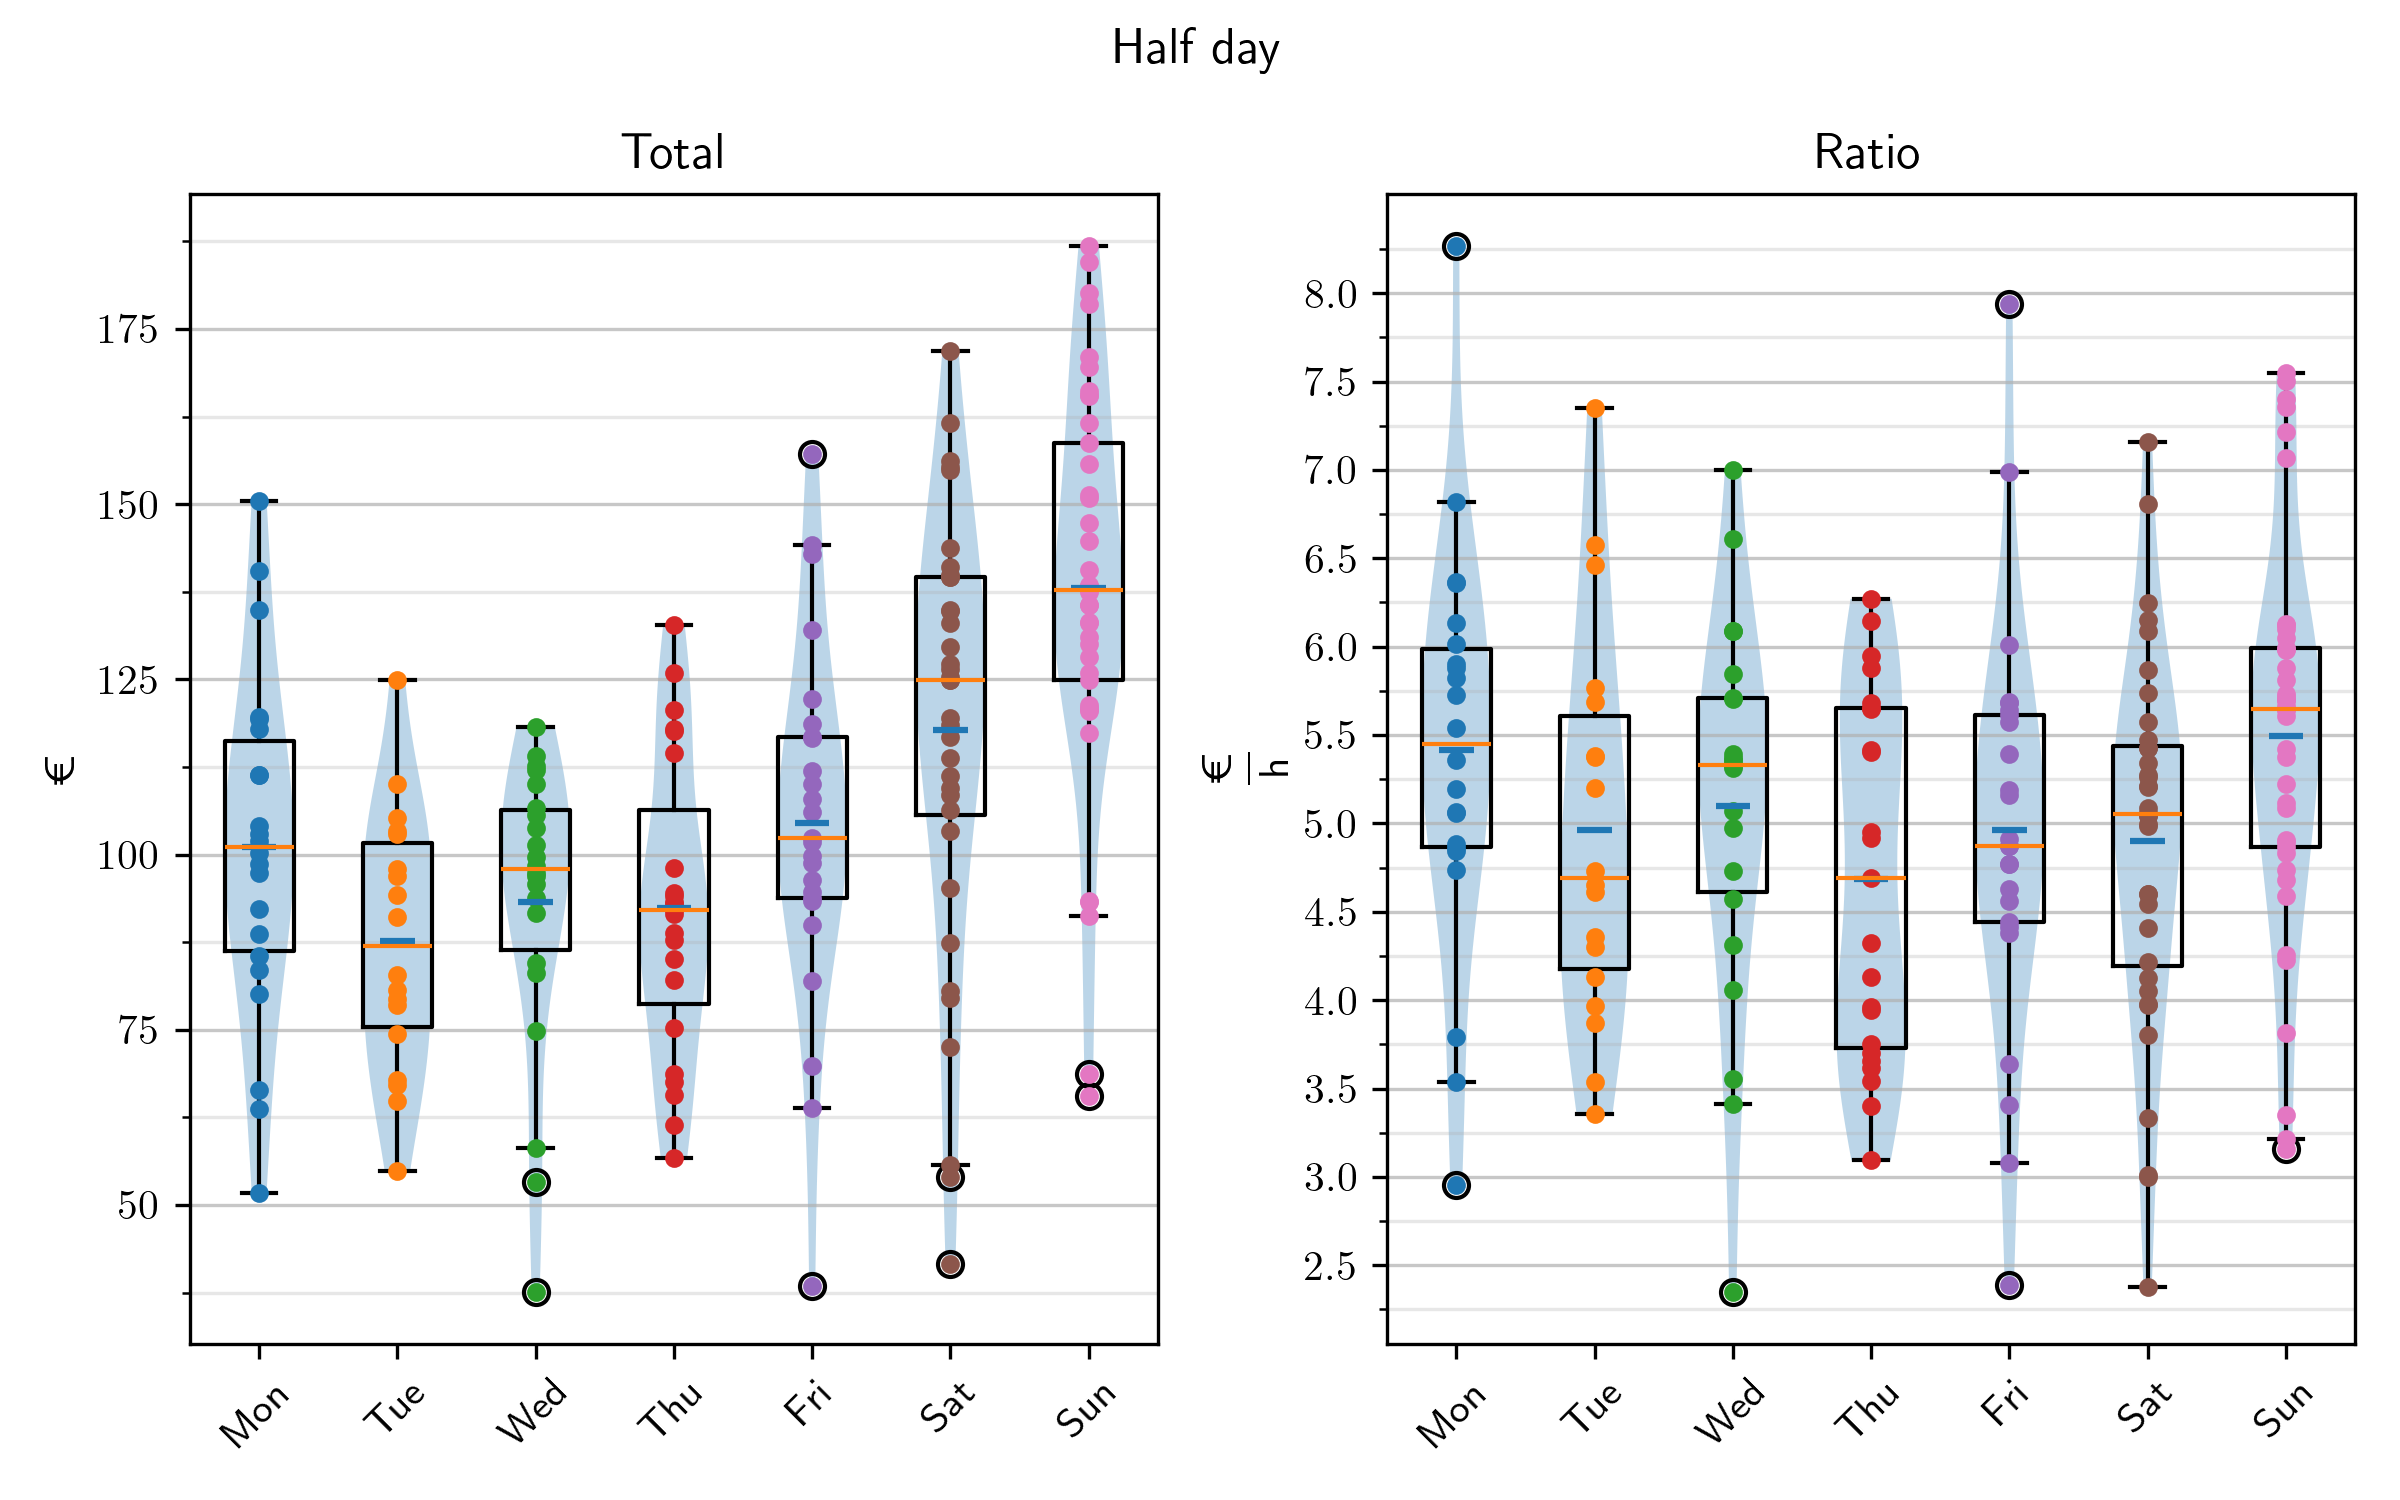 Half day
Total
€
175
150
125
100
75
50
Mon
Tue
Wed
Thu
Fri
Sat
Sun
Ratio
€
h
8.0
7.5
7.0
6.5
6.0
5.5
5.0
4.5
4.0
3.5
3.0
2.5
Mon
Tue
Wed
Thu
Fri
Sat
Sun